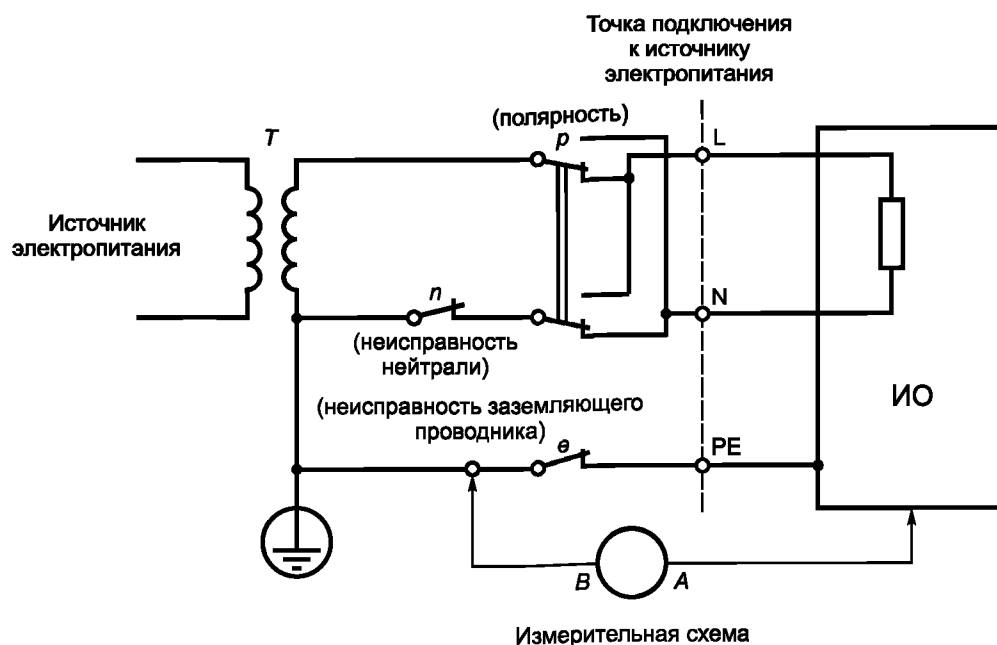 Точка подключения
к источнику
электропитания
(полярность)
T
p
L
Источник
электропитания
n
N
(неисправность
нейтрали)
ИО
(неисправность заземляющего
проводника)
e
PE
B
A
Измерительная схема